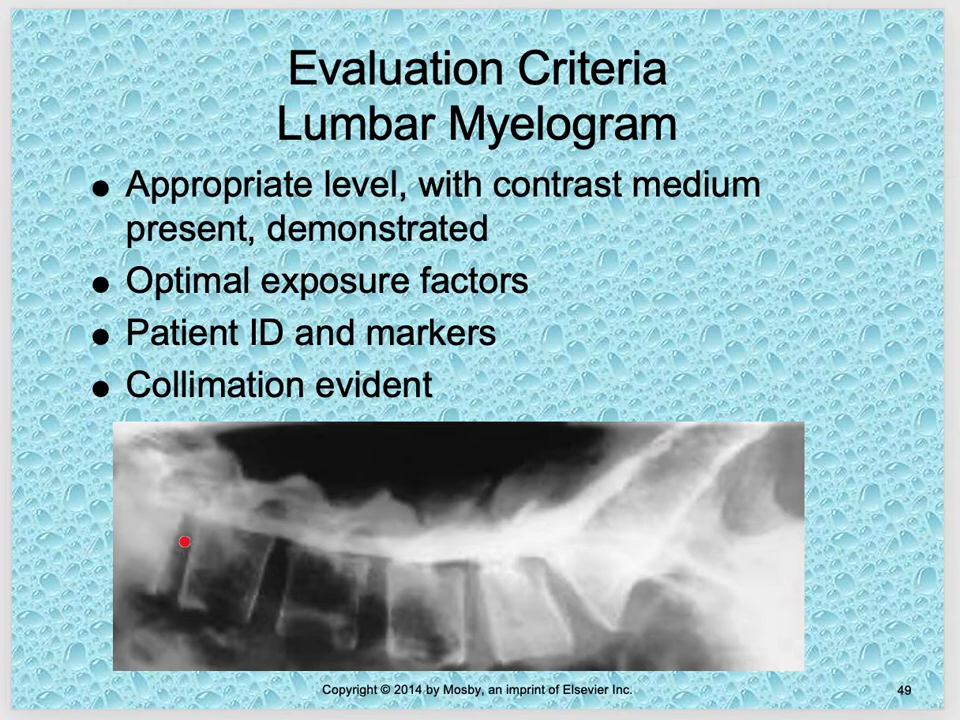 Evaluation Criteria
Lumbar Myelogram
● Appropriate level, with contrast medium
present, demonstrated
● Optimal exposure factors
● Patient ID and markers
● Collimation evident
Copyright © 2014 by Mosby, an imprint of Elsevier Inc.
49